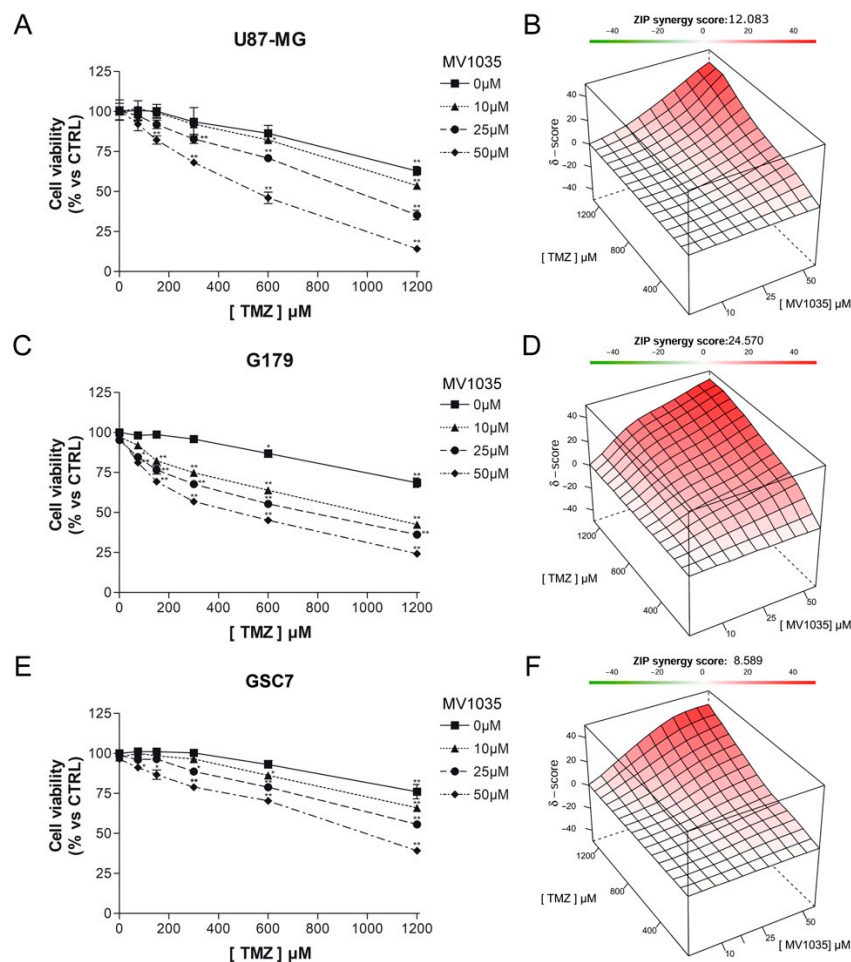 A
U87-MG
Cell viability
(% vs CTRL)
125
100
75
50
25
0
0 200 400 600 800 1000 1200
[ TMZ ] µM
MV1035
0µM
10µM
25µM
50µM
B
ZIP synergy score:12.083
−40 −20 0 20 40
δ−score
40
20
0
−20
−40
1200
800
400
[ TMZ ] µM
10
25
50
[ MV1035] µM
C
G179
Cell viability
(% vs CTRL)
125
100
75
50
25
0
0 200 400 600 800 1000 1200
[ TMZ ] µM
MV1035
0µM
10µM
25µM
50µM
D
ZIP synergy score:24.570
−40 −20 0 20 40
δ−score
40
20
0
−20
−40
1200
800
400
[ TMZ ] µM
10
25
50
[ MV1035] µM
E
GSC7
Cell viability
(% vs CTRL)
125
100
75
50
25
0
0 200 400 600 800 1000 1200
[ TMZ ] µM
MV1035
0µM
10µM
25µM
50µM
F
ZIP synergy score: 8.589
−40 −20 0 20 40
δ−score
40
20
0
−20
−40
1200
800
400
[ TMZ ] µM
10
25
50
[ MV1035] µM